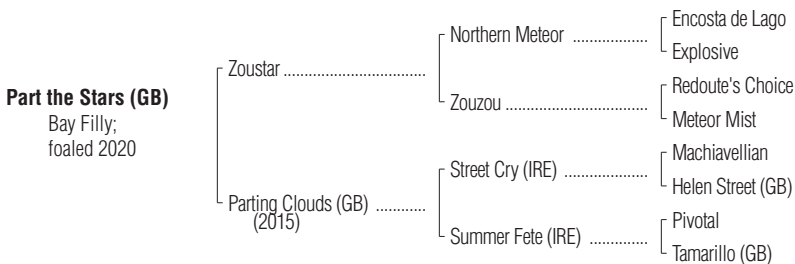 Part the Stars (GB)
Bay Filly;
foaled 2020
Zoustar ..................................
Parting Clouds (GB) ............
(2015)
Northern Meteor ..................
Zouzou ..................................
Street Cry (IRE) ....................
Summer Fete (IRE) ..............
Encosta de Lago
Explosive
Redoute's Choice
Meteor Mist
Machiavellian
Helen Street (GB)
Pivotal
Tamarillo (GB)